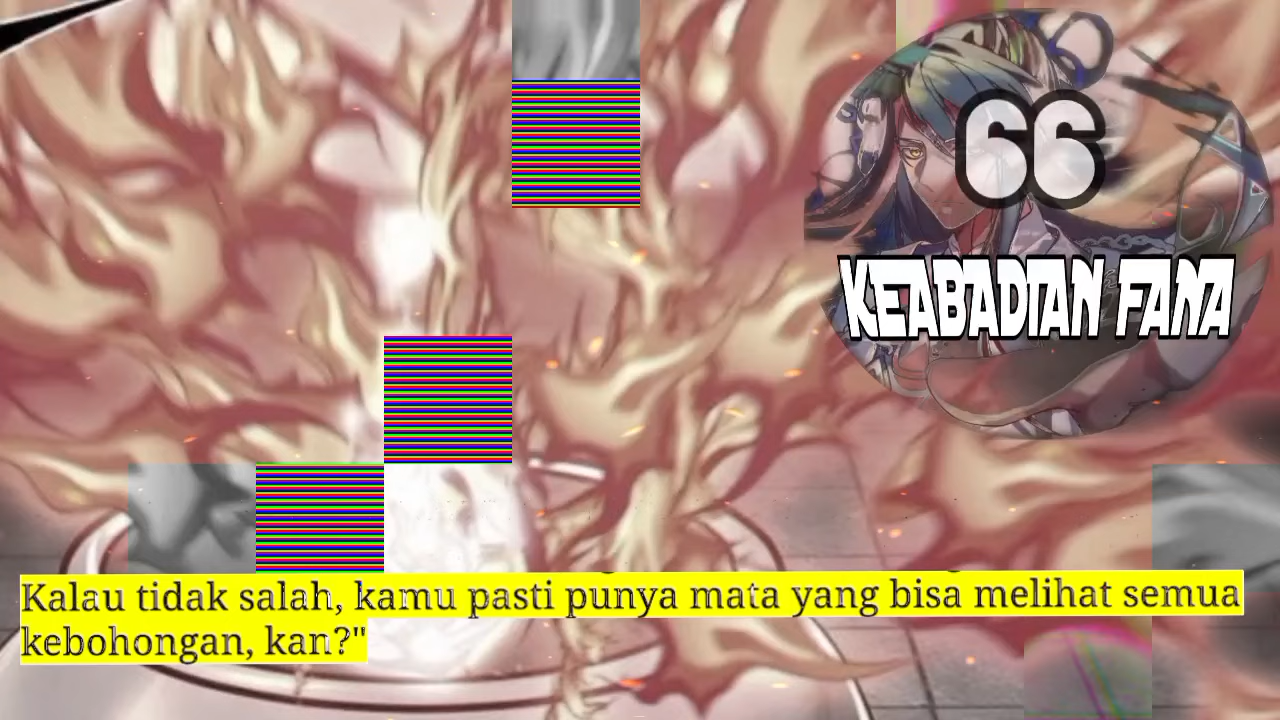 66
KEABADIAN FANA
Kalau tidak salah, kamu pasti punya mata yang bisa melihat semua
kebohongan, kan?"